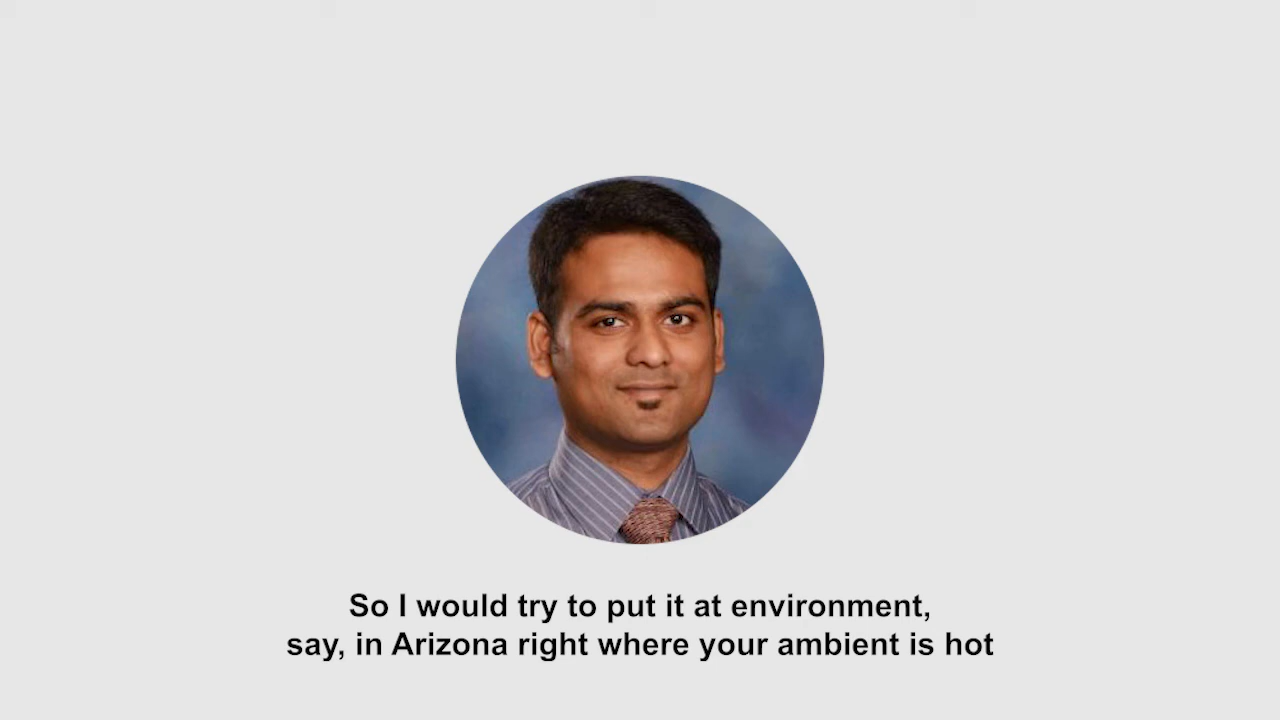 So I would try to put it at environment,
say, in Arizona right where your ambient is hot